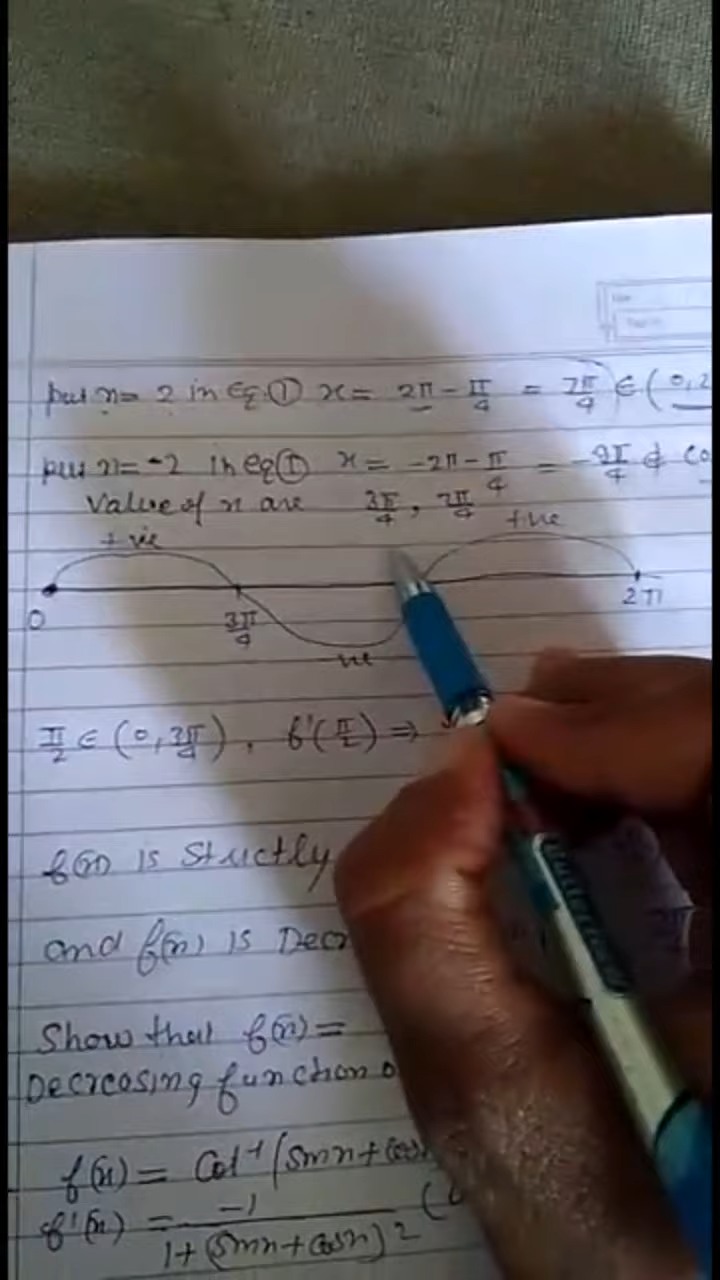 put n= 2 in eq ① x = 2π - π/4 = 7π/4 ∈ (0, 2
put n= -2 in eq ① x = -2π - π/4 = -9π/4 ∉ 
Value of x are 3π/4, 7π/4
+ve +ve
0 3π/4 2π
-ve
π/2 ∈ (0, 3π/4), f'(π/2) ⇒
f(x) is Strictly
and f(x) is Decr
Show that f(x) =
Decreasing function o
f(x) = Cot⁻¹ (Sinx + Cosx
f'(x) = -1/(1 + (Sinx + Cosx)²) (